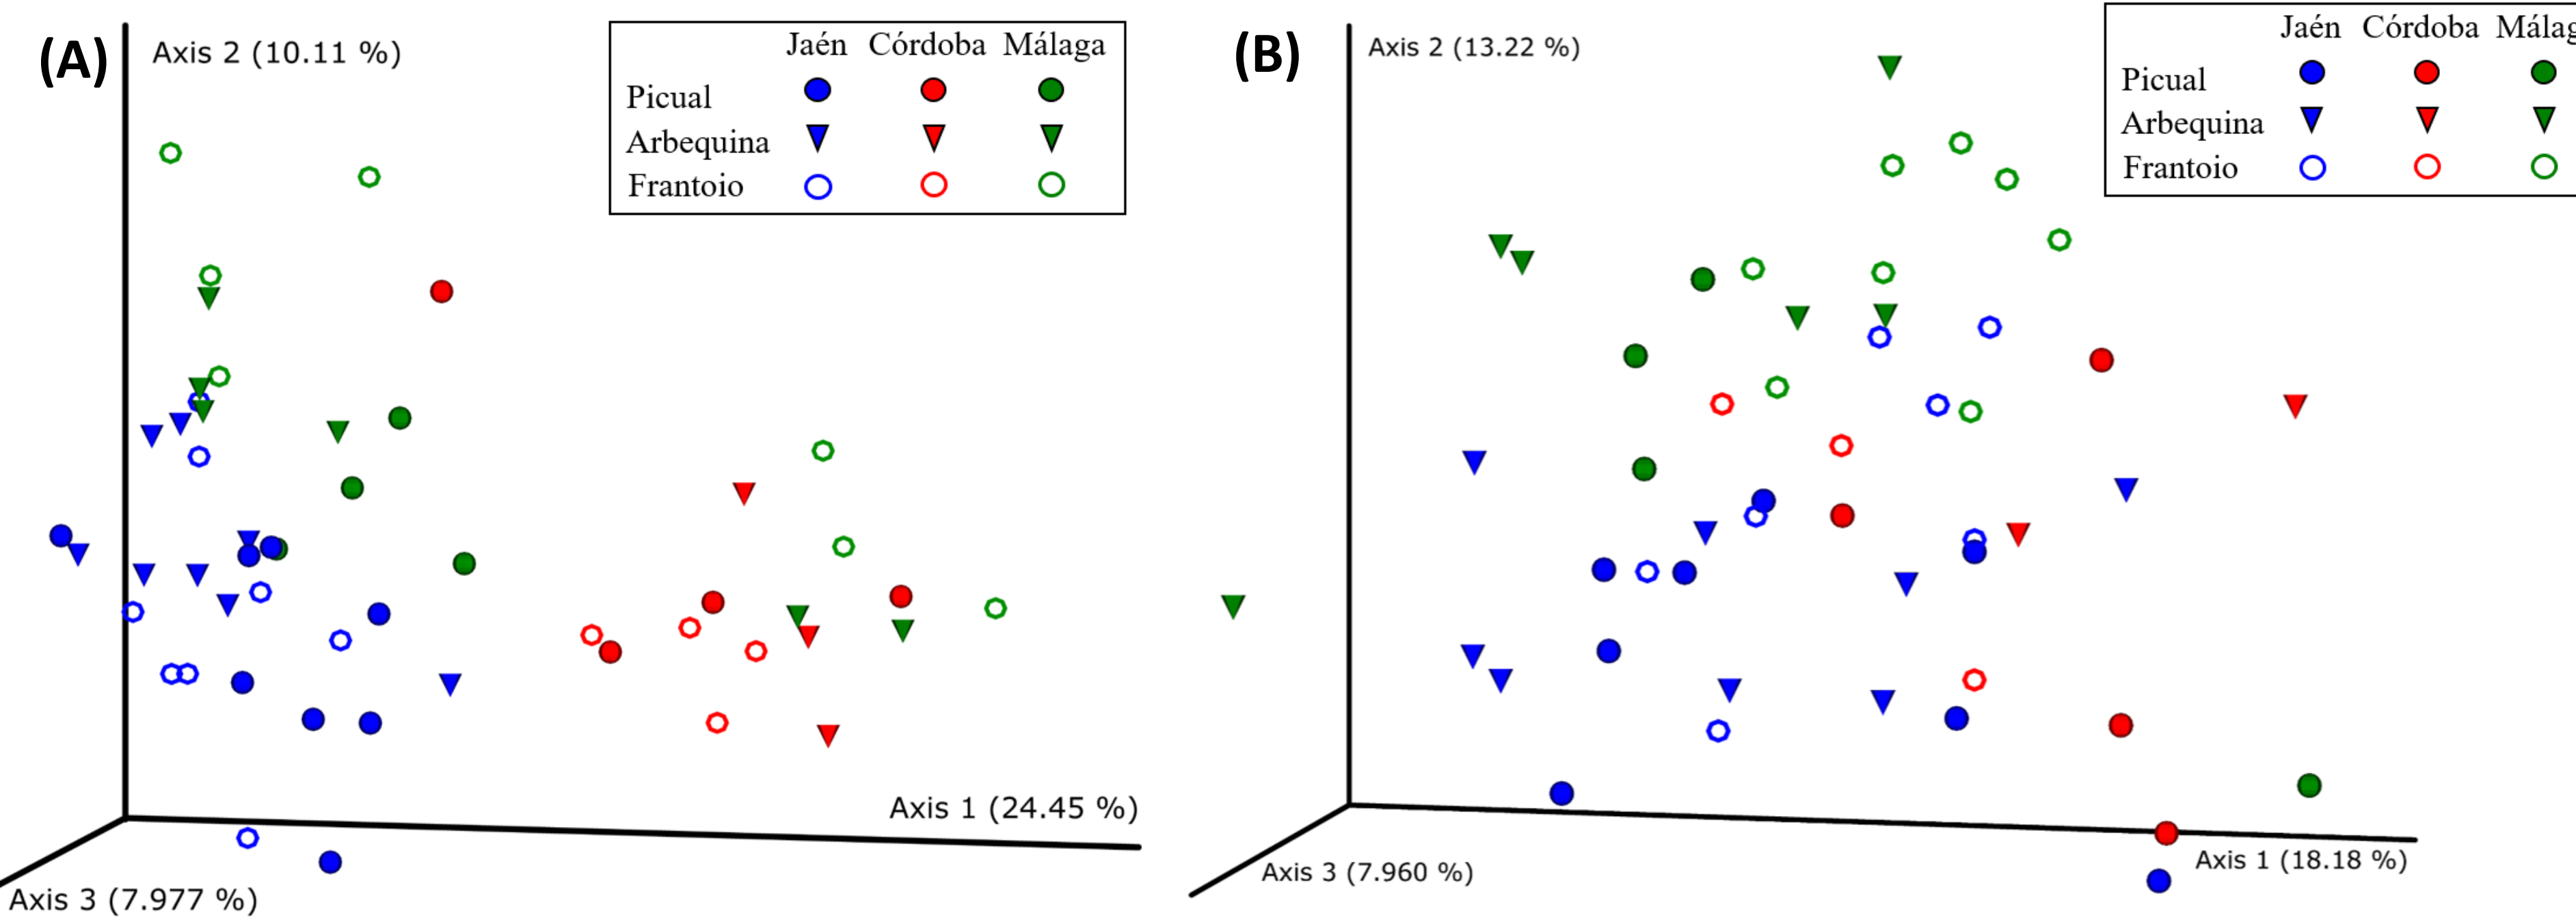 (A)
Axis 2 (10.11 %)
Jaén Córdoba Málaga
Picual
Arbequina
Frantoio
Axis 1 (24.45 %)
Axis 3 (7.977 %)
(B)
Axis 2 (13.22 %)
Jaén Córdoba Málag
Picual
Arbequina
Frantoio
Axis 3 (7.960 %)
Axis 1 (18.18 %)